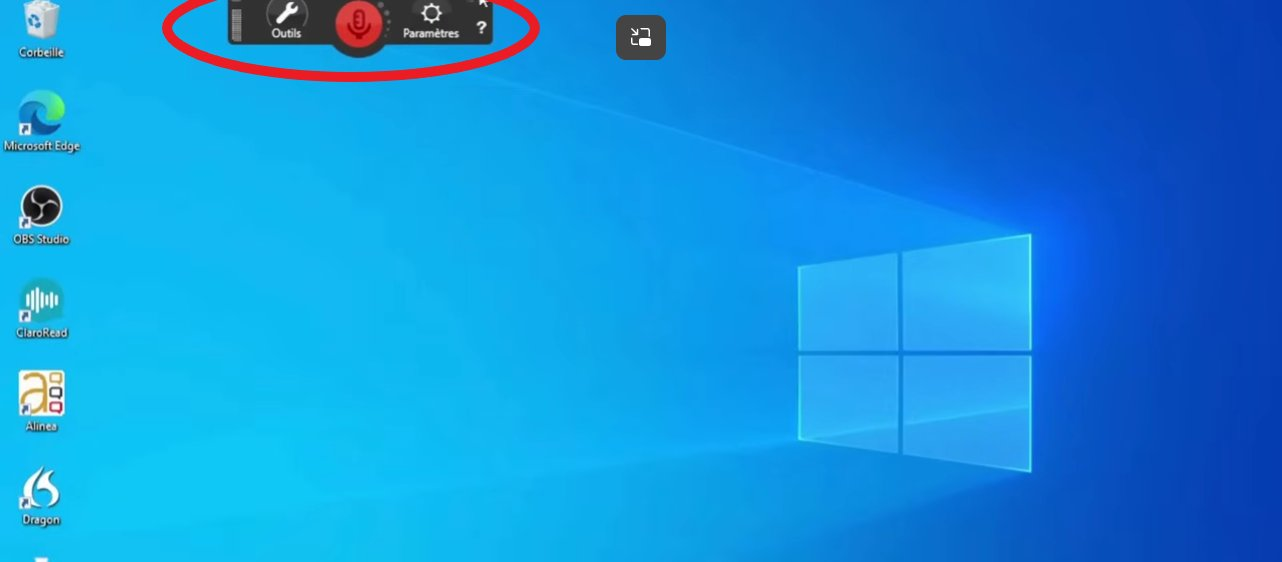 Outils
Paramètres
?
Corbeille
Microsoft Edge
OBS Studio
ClaroRead
a
Alinea
Dragon